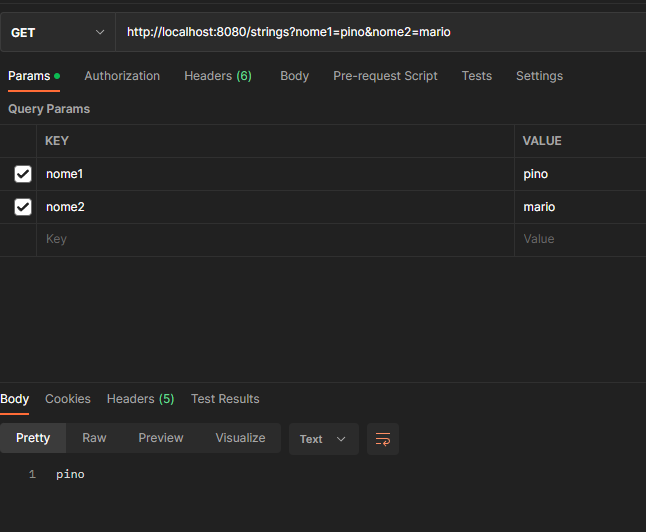 GET http://localhost:8080/strings?nome1=pino&nome2=mario
Params Authorization Headers (6) Body Pre-request Script Tests Settings
Query Params
KEY VALUE
nome1 pino
nome2 mario
Key Value
Body Cookies Headers (5) Test Results
Pretty Raw Preview Visualize Text
1 pino